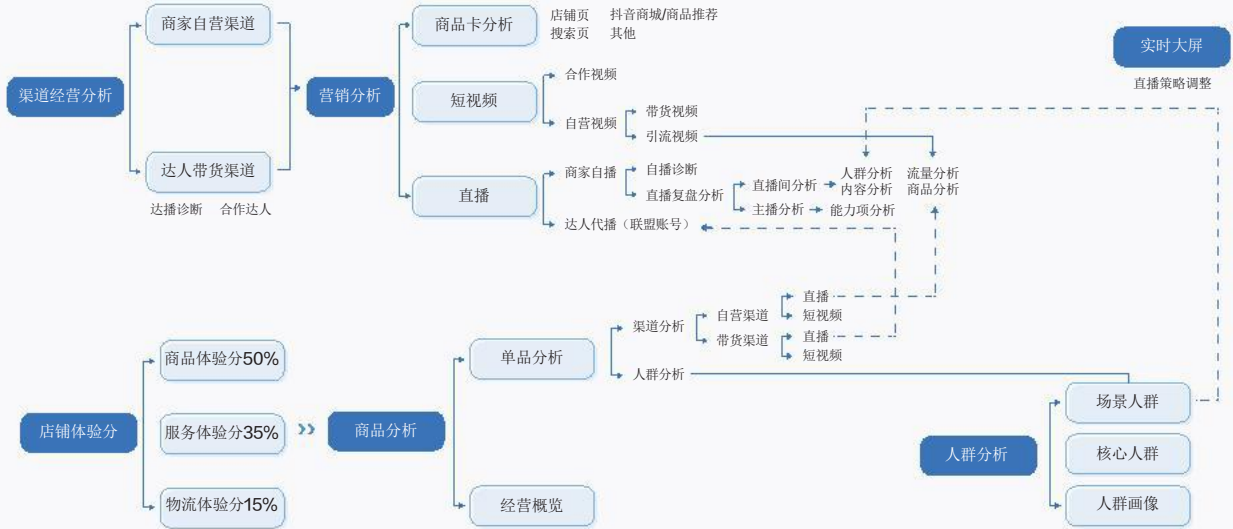 商家自营渠道
渠道经营分析
达人带货渠道
达播诊断 合作达人
营销分析
商品卡分析
店铺页 抖音商城/商品推荐
搜索页 其他
短视频
合作视频
自营视频
带货视频
引流视频
直播
商家自播
自播诊断
直播复盘分析
直播间分析
主播分析
人群分析
内容分析
能力项分析
流量分析
商品分析
达人代播（联盟账号）
实时大屏
直播策略调整
店铺体验分
商品体验分50%
服务体验分35%
物流体验分15%
商品分析
单品分析
经营概览
渠道分析
自营渠道
直播
短视频
带货渠道
直播
短视频
人群分析
人群分析
场景人群
核心人群
人群画像